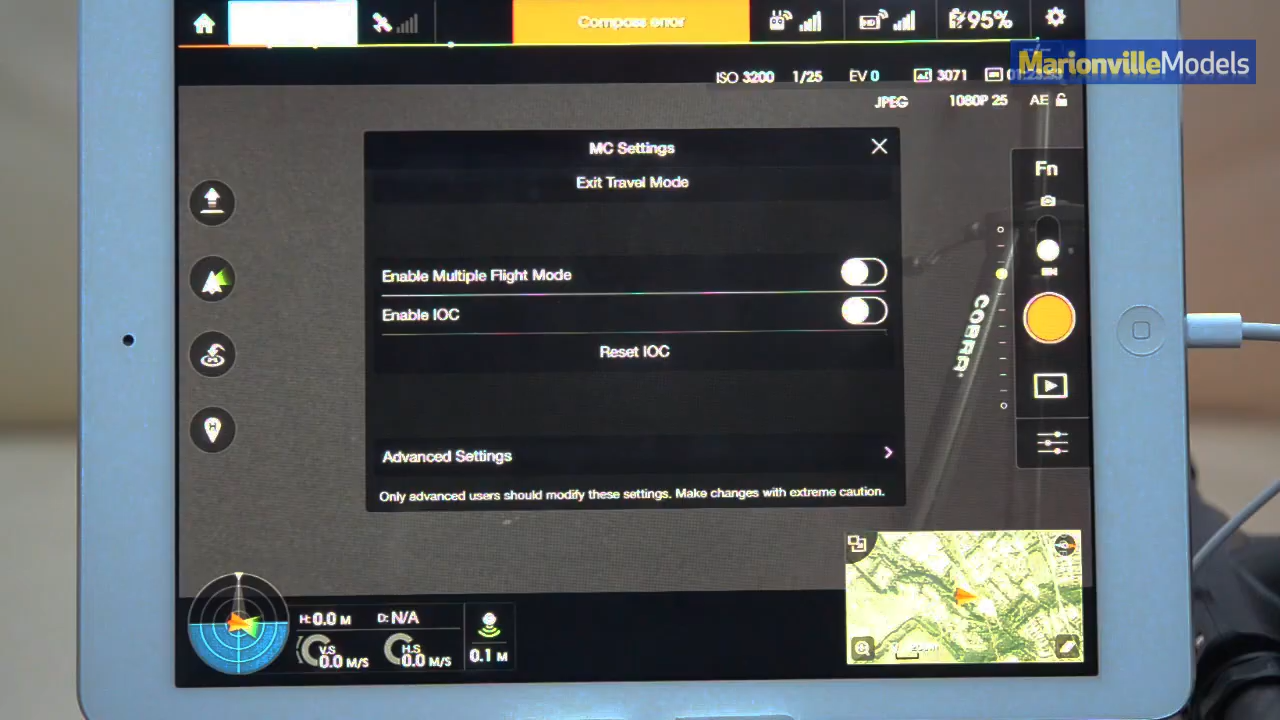 Compass error
95%
MarionvilleModels
ISO 3200 1/25 EV 0 3071
JPEG 1080P 25 AE
MC Settings
Exit Travel Mode
Fn
Enable Multiple Flight Mode
Enable IOC
COBRA
Reset IOC
Advanced Settings
Only advanced users should modify these settings. Make changes with extreme caution.
H: 0.0 M D: N/A
V.S 0.0 M/S H.S 0.0 M/S 0.1 M